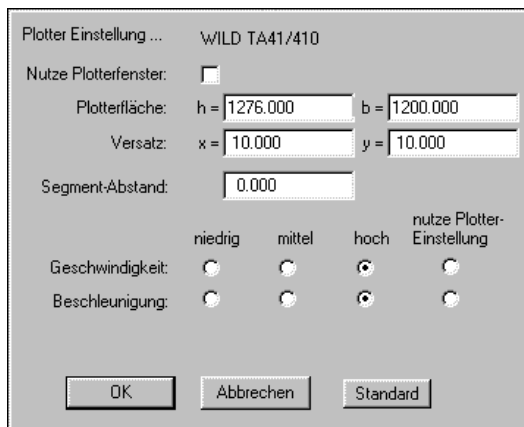 Plotter Einstellung ... WILD TA41/410
Nutze Plotterfenster:
Plotterfläche: h = 1276.000 b = 1200.000
Versatz: x = 10.000 y = 10.000
Segment-Abstand: 0.000
niedrig mittel hoch nutze Plotter-
Einstellung
Geschwindigkeit:
Beschleunigung:
OK Abbrechen Standard